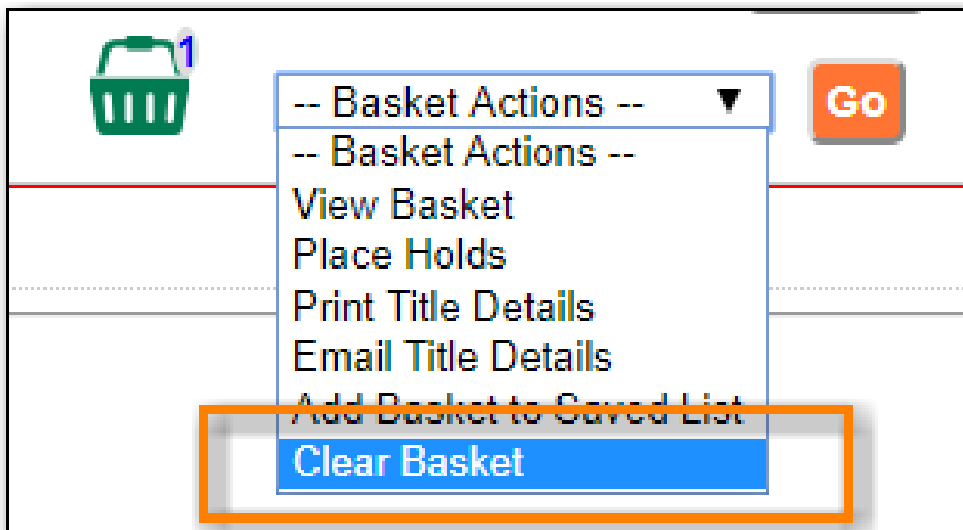 1
-- Basket Actions -- ▼ Go
-- Basket Actions --
View Basket
Place Holds
Print Title Details
Email Title Details
Add Basket to Saved List
Clear Basket